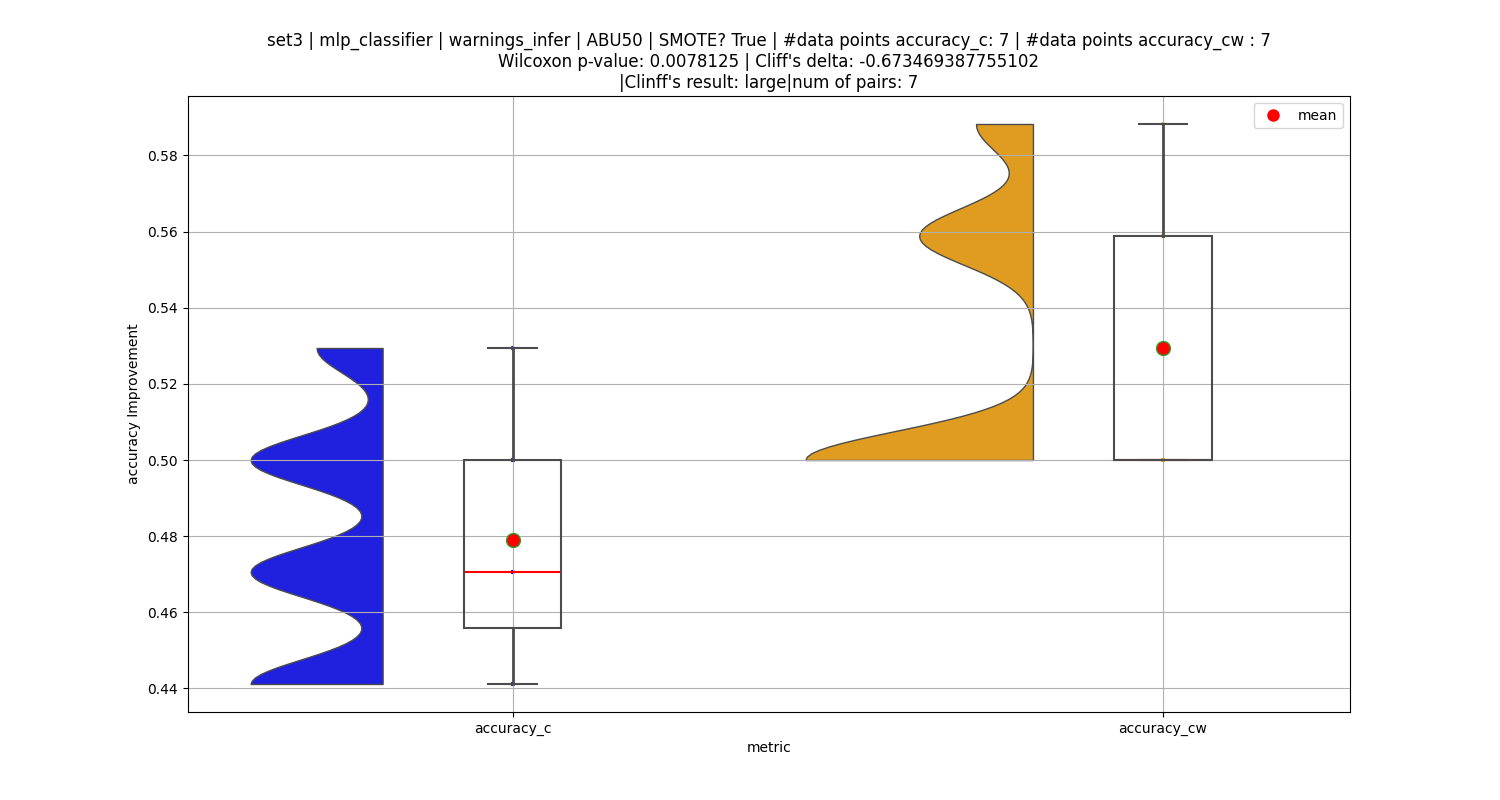 set3 | mlp_classifier | warnings_infer | ABU50 | SMOTE? True | #data points accuracy_c: 7 | #data points accuracy_cw : 7
Wilcoxon p-value: 0.0078125 | Cliff's delta: -0.673469387755102
|Clinff's result: large|num of pairs: 7
mean
0.58
0.56
0.54
0.52
0.50
0.48
0.46
0.44
accuracy Improvement
accuracy_c
accuracy_cw
metric